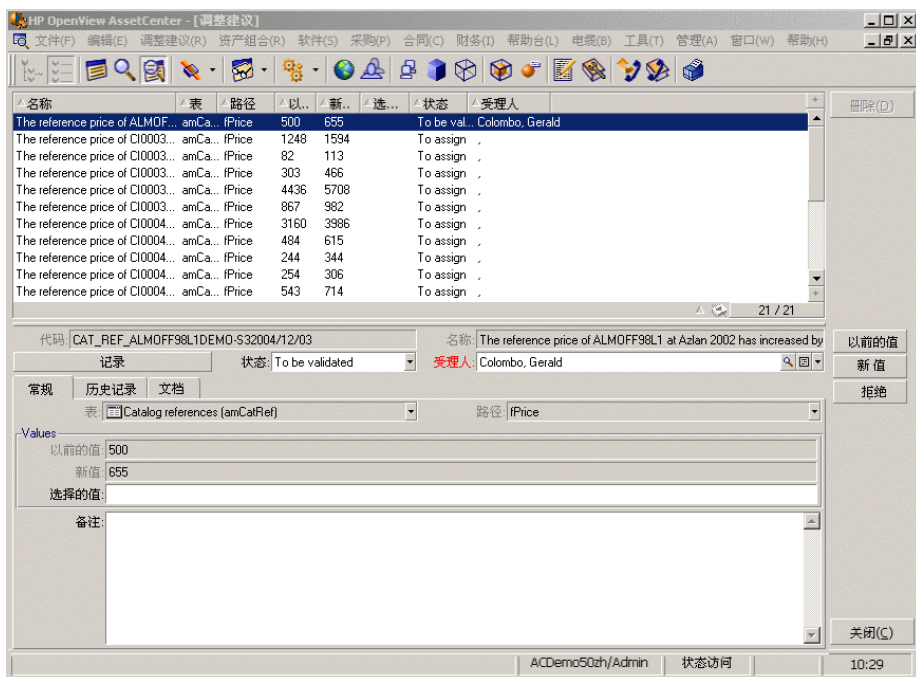 HP OpenView AssetCenter - [调整建议]
文件(F) 编辑(E) 调整建议(R) 资产组合(R) 软件(S) 采购(P) 合同(C) 财务(I) 帮助台(L) 电缆(B) 工具(T) 管理(A) 窗口(W) 帮助(H)
名称 表 路径 以... 新... 选... 状态 受理人
删除(D)
The reference price of ALMOF... amCa... fPrice 500 655 To be val... Colombo, Gerald
The reference price of CI0003... amCa... fPrice 1248 1594 To assign ,
The reference price of CI0003... amCa... fPrice 82 113 To assign ,
The reference price of CI0003... amCa... fPrice 303 466 To assign ,
The reference price of CI0003... amCa... fPrice 4436 5708 To assign ,
The reference price of CI0003... amCa... fPrice 867 982 To assign ,
The reference price of CI0004... amCa... fPrice 3160 3986 To assign ,
The reference price of CI0004... amCa... fPrice 484 615 To assign ,
The reference price of CI0004... amCa... fPrice 244 344 To assign ,
The reference price of CI0004... amCa... fPrice 254 306 To assign ,
The reference price of CI0004... amCa... fPrice 543 714 To assign ,
21 / 21
代码: CAT_REF_ALMOFF98L1DEMO-S32004/12/03 名称: The reference price of ALMOFF98L1 at Azlan 2002 has increased by
以前的值
记录 状态: To be validated 受理人: Colombo, Gerald
新值
常规 历史记录 文档
拒绝
表: Catalog references (amCatRef) 路径: fPrice
Values
以前的值: 500
新值: 655
选择的值:
备注:
关闭(C)
ACDemo50zh/Admin 状态访问 10:29